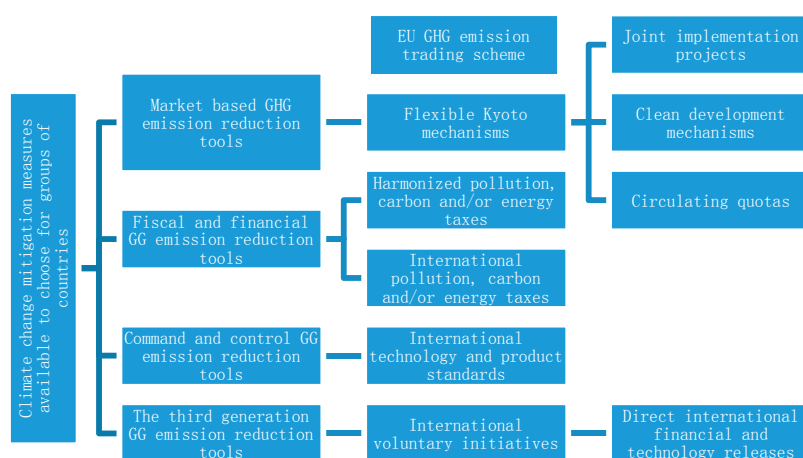 Climate change mitigation measures
available to choose for groups of
countries
Market based GHG
emission reduction
tools
EU GHG emission
trading scheme
Flexible Kyoto
mechanisms
Joint implementation
projects
Clean development
mechanisms
Circulating quotas
Fiscal and financial
GG emission reduction
tools
Harmonized pollution,
carbon and/or energy
taxes
International
pollution, carbon
and/or energy taxes
Command and control GG
emission reduction
tools
International
technology and product
standards
The third generation
GG emission reduction
tools
International
voluntary initiatives
Direct international
financial and
technology releases